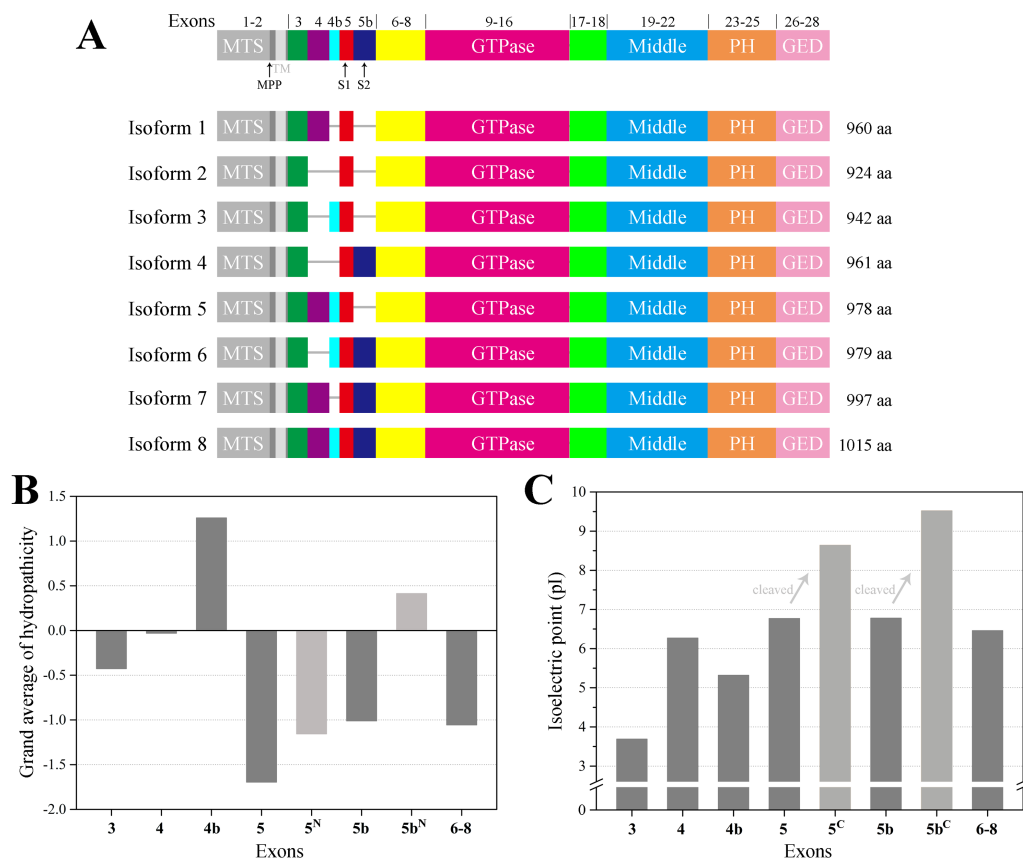 A
Exons 1-2 3 4 4b 5 5b 6-8 9-16 17-18 19-22 23-25 26-28
MTS GTPase Middle PH GED
TM
MPP S1 S2
Isoform 1 MTS GTPase Middle PH GED 960 aa
Isoform 2 MTS GTPase Middle PH GED 924 aa
Isoform 3 MTS GTPase Middle PH GED 942 aa
Isoform 4 MTS GTPase Middle PH GED 961 aa
Isoform 5 MTS GTPase Middle PH GED 978 aa
Isoform 6 MTS GTPase Middle PH GED 979 aa
Isoform 7 MTS GTPase Middle PH GED 997 aa
Isoform 8 MTS GTPase Middle PH GED 1015 aa
B
Grand average of hydropathicity
1.5
1.0
0.5
0.0
-0.5
-1.0
-1.5
-2.0
3 4 4b 5 5ᴺ 5b 5bᴺ 6-8
Exons
C
Isoelectric point (pI)
10
9
8
7
6
5
4
3
0
cleaved cleaved
3 4 4b 5 5ᶜ 5b 5bᶜ 6-8
Exons